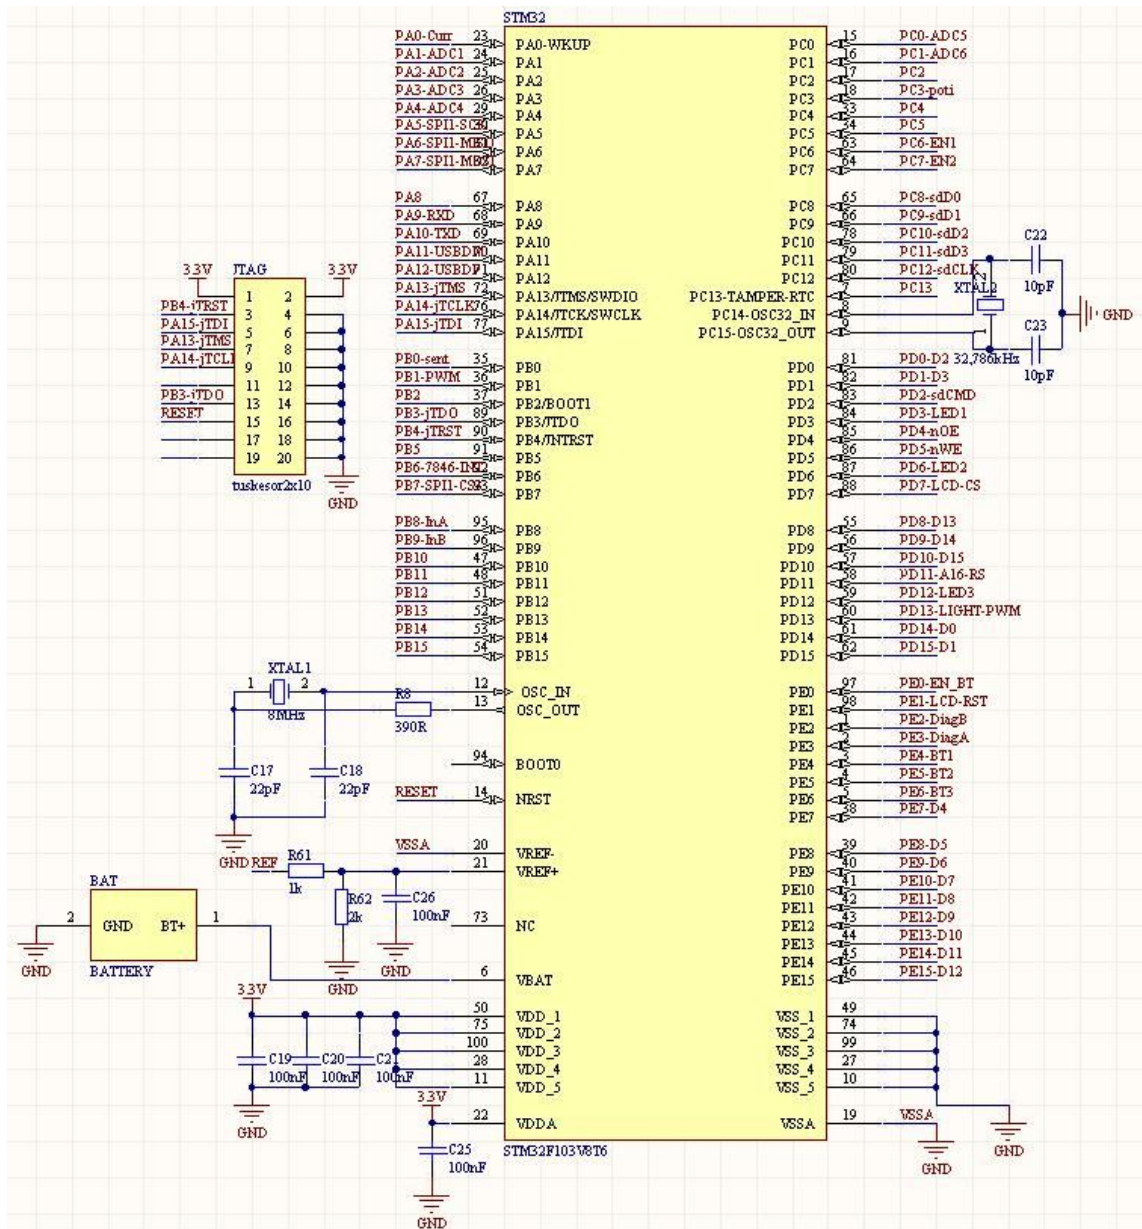 STM32
PA0-Curr 23 PA0-WKUP PC0 15 PC0-ADC5
PA1-ADC1 24 PA1 PC1 16 PC1-ADC6
PA2-ADC2 25 PA2 PC2 17 PC2
PA3-ADC3 26 PA3 PC3 18 PC3-poti
PA4-ADC4 29 PA4 PC4 33 PC4
PA5-SPI1-SCK PA5 PC5 34 PC5
PA6-SPI1- PA6 PC6 63 PC6-EN1
PA7-SPI1- PA7 PC7 64 PC7-EN2
PA8 67 PA8 PC8 65 PC8-sdD0
PA9-RXD 68 PA9 PC9 66 PC9-sdD1
PA10-TXD 69 PA10 PC10 78 PC10-sdD2
PA11-USBD PA11 PC11 79 PC11-sdD3
PA12-USBD PA12 PC12 80 PC12-sdCLK
PA13-jTMS 72 PA13/JTMS/SWDIO PC13-TAMPER-RTC 7 PC13
PA14-jTCLK 76 PA14/JTCK/SWCLK PC14-OSC32_IN 8
PA15-jTDI 77 PA15/JTDI PC15-OSC32_OUT 9
C22
10pF
XTAL2
GND
C23
10pF
32,786kHz
3.3V JTAG 3.3V
1 2
PB4-jTRST 3 4
PA15-jTDI 5 6
PA13-jTMS 7 8
PA14-jTCLK 9 10
11 12
PB3-jTDO 13 14
RESET 15 16
17 18
19 20
tuskesor2x10
GND
PB0-sent 35 PB0 PD0 81 PD0-D2
PB1-PWM 36 PB1 PD1 82 PD1-D3
PB2 37 PB2/BOOT1 PD2 83 PD2-sdCMD
PB3-jTDO 89 PB3/JTDO PD3 84 PD3-LED1
PB4-jTRST 90 PB4/JNTRST PD4 85 PD4-nOE
PB5 91 PB5 PD5 86 PD5-nWE
PB6-7846-INT PB6 PD6 87 PD6-LED2
PB7-SPI1-CS PB7 PD7 88 PD7-LCD-CS
PB8-InA 95 PB8 PD8 55 PD8-D13
PB9-InB 96 PB9 PD9 56 PD9-D14
PB10 47 PB10 PD10 57 PD10-D15
PB11 48 PB11 PD11 58 PD11-A16-RS
PB12 51 PB12 PD12 59 PD12-LED3
PB13 52 PB13 PD13 60 PD13-LIGHT-PWM
PB14 53 PB14 PD14 61 PD14-D0
PB15 54 PB15 PD15 62 PD15-D1
XTAL1
1 2
8MHz
12 OSC_IN PE0 97 PE0-EN_BT
R8 13 OSC_OUT PE1 98 PE1-LCD-RST
390R
PE2 1 PE2-DiagB
PE3 2 PE3-DiagA
94 BOOT0 PE4 3 PE4-BT1
PE5 4 PE5-BT2
RESET 14 NRST PE6 5 PE6-BT3
PE7 38 PE7-D4
C17
22pF
C18
22pF
GND
VSSA 20 VREF- PE8 39 PE8-D5
REF R61 21 VREF+ PE9 40 PE9-D6
1k
PE10 41 PE10-D7
R62
2k
C26
100nF
PE11 42 PE11-D8
73 NC PE12 43 PE12-D9
PE13 44 PE13-D10
PE14 45 PE14-D11
6 VBAT PE15 46 PE15-D12
GND
GND
BAT
2 GND BT+ 1
BATTERY
GND
3.3V
50 VDD_1 VSS_1 49
75 VDD_2 VSS_2 74
100 VDD_3 VSS_3 99
28 VDD_4 VSS_4 27
11 VDD_5 VSS_5 10
C19
100nF
C20
100nF
C21
100nF
GND
3.3V
22 VDDA VSSA 19 VSSA
GND
GND
C25
100nF
GND
STM32F103V8T6